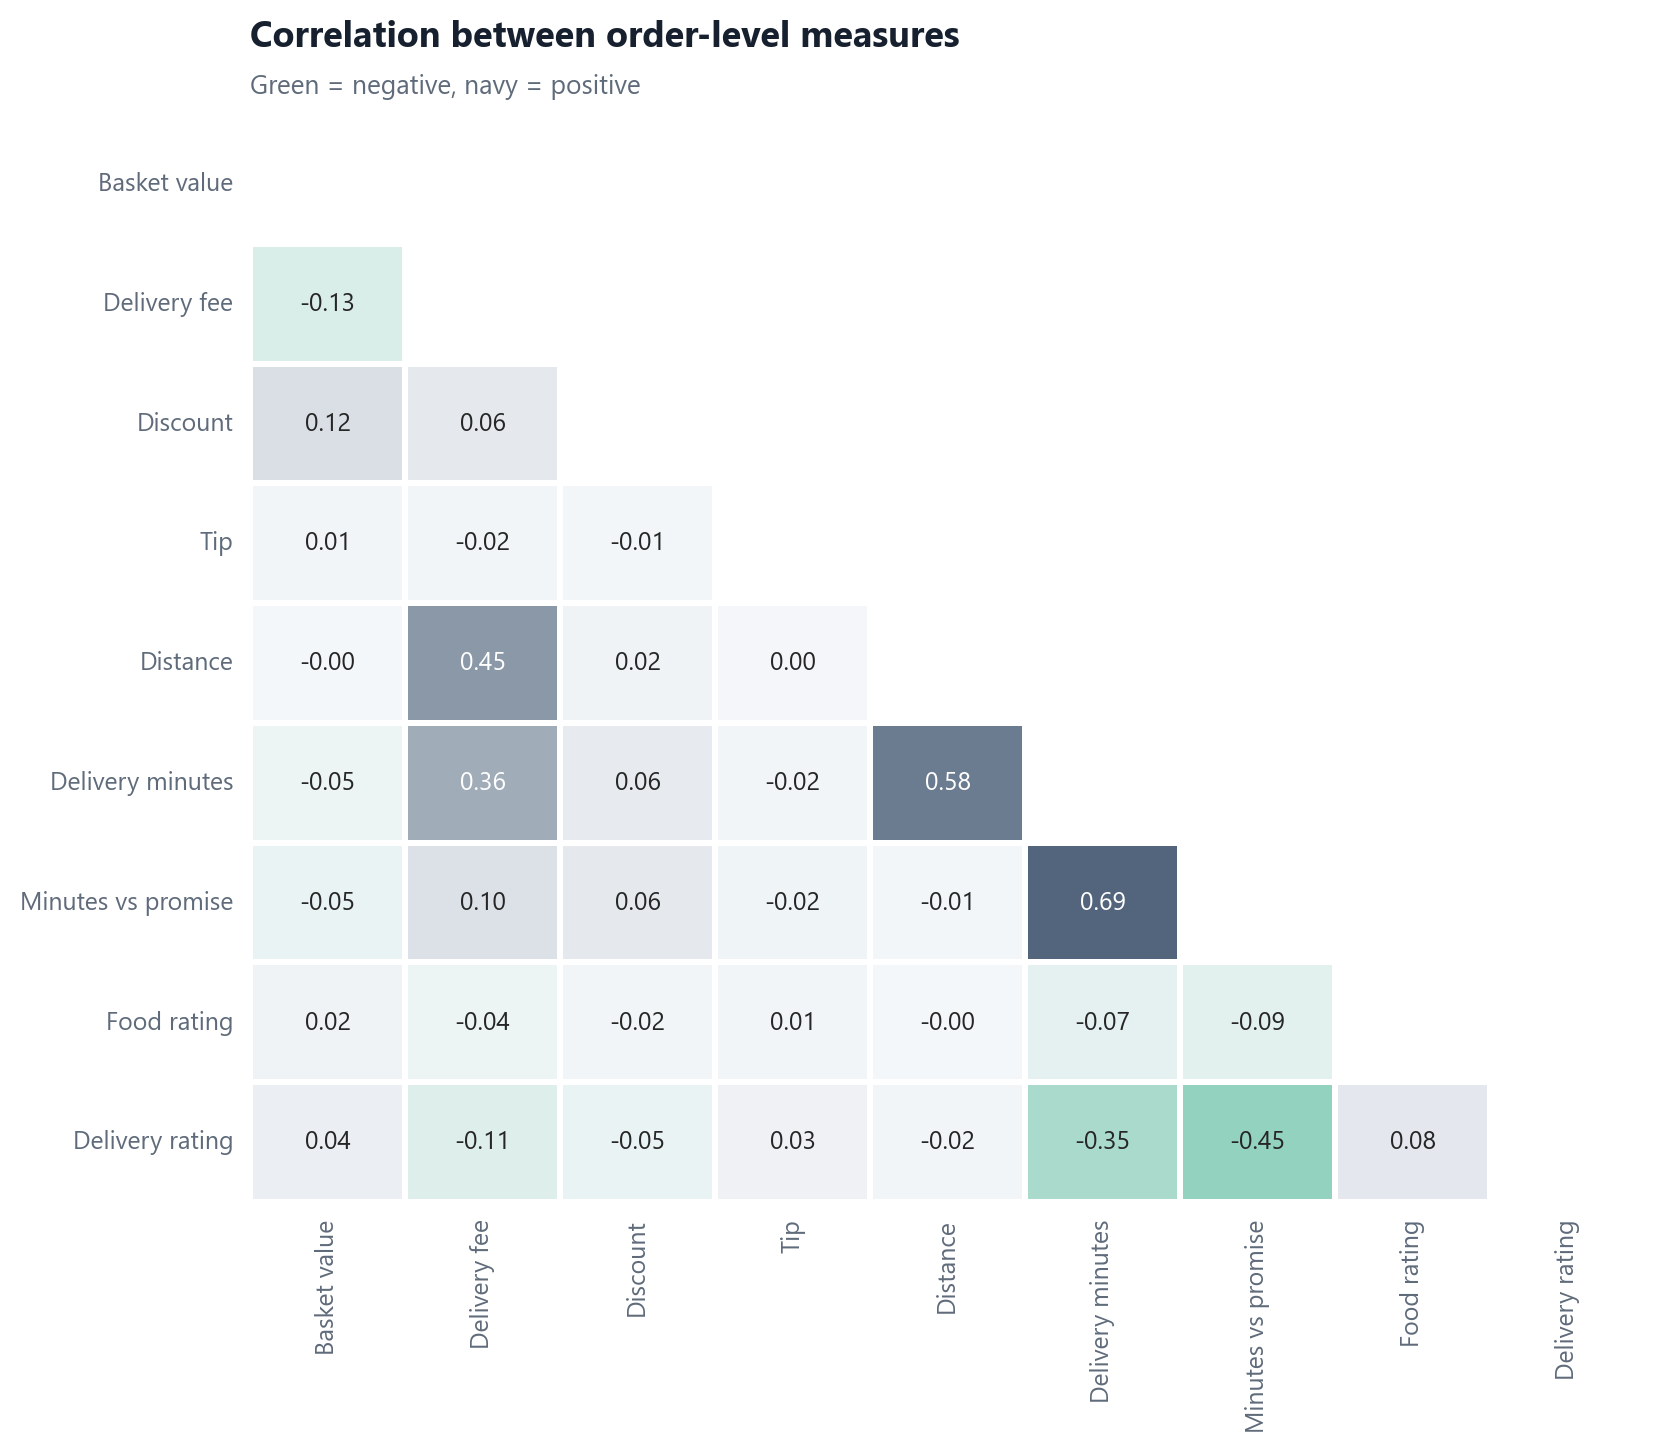 Correlation between order-level measures
Green = negative, navy = positive
Basket value
Delivery fee -0.13
Discount 0.12 0.06
Tip 0.01 -0.02 -0.01
Distance -0.00 0.45 0.02 0.00
Delivery minutes -0.05 0.36 0.06 -0.02 0.58
Minutes vs promise -0.05 0.10 0.06 -0.02 -0.01 0.69
Food rating 0.02 -0.04 -0.02 0.01 -0.00 -0.07 -0.09
Delivery rating 0.04 -0.11 -0.05 0.03 -0.02 -0.35 -0.45 0.08
Basket value
Delivery fee
Discount
Tip
Distance
Delivery minutes
Minutes vs promise
Food rating
Delivery rating